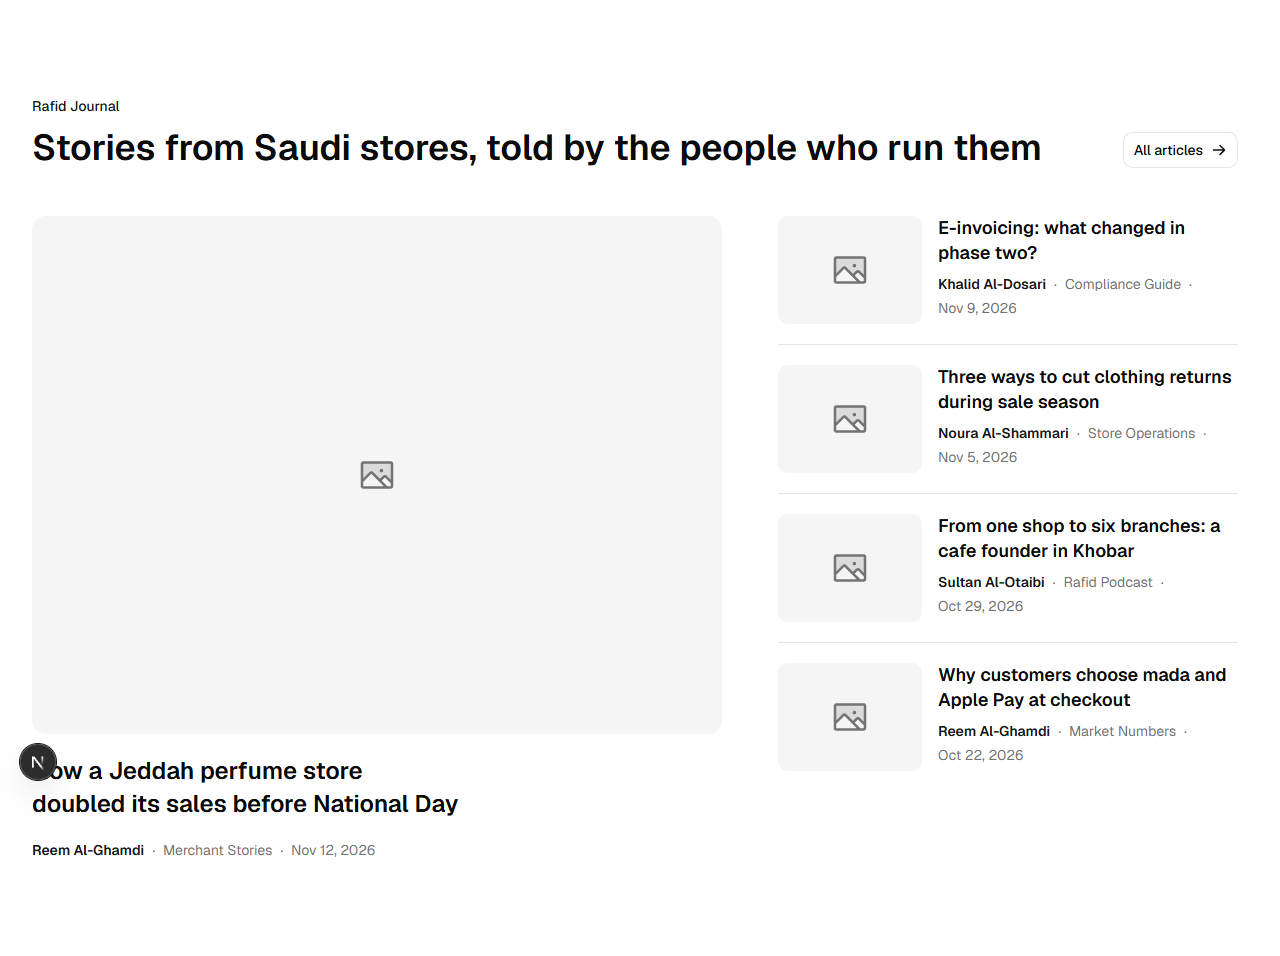 Rafid Journal
Stories from Saudi stores, told by the people who run them
All articles
N
ow a Jeddah perfume store
doubled its sales before National Day
Reem Al-Ghamdi · Merchant Stories · Nov 12, 2026
E-invoicing: what changed in
phase two?
Khalid Al-Dosari · Compliance Guide ·
Nov 9, 2026
Three ways to cut clothing returns
during sale season
Noura Al-Shammari · Store Operations ·
Nov 5, 2026
From one shop to six branches: a
cafe founder in Khobar
Sultan Al-Otaibi · Rafid Podcast ·
Oct 29, 2026
Why customers choose mada and
Apple Pay at checkout
Reem Al-Ghamdi · Market Numbers ·
Oct 22, 2026